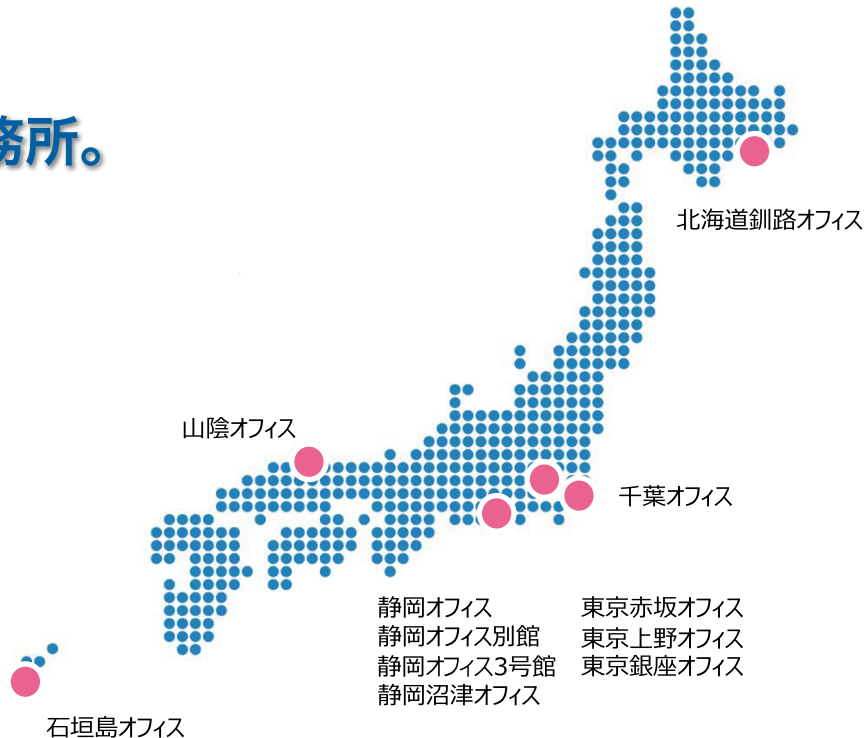 務所。
北海道釧路オフィス
山陰オフィス
千葉オフィス
静岡オフィス
静岡オフィス別館
静岡オフィス3号館
静岡沼津オフィス
東京赤坂オフィス
東京上野オフィス
東京銀座オフィス
石垣島オフィス